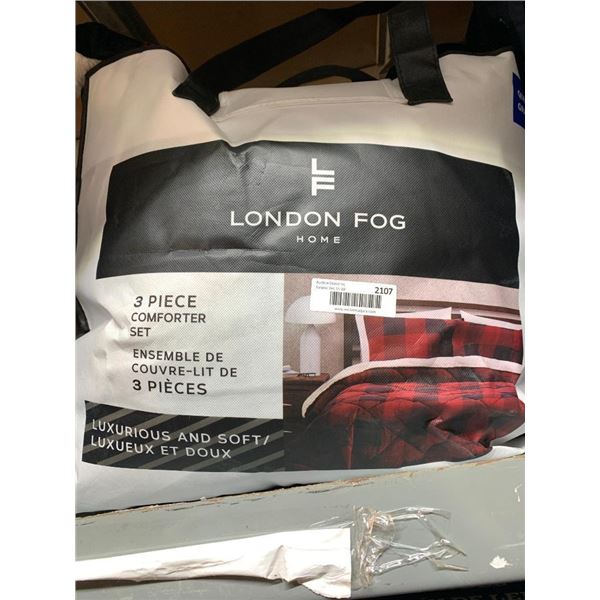 LF
LONDON FOG
HOME
2107
3 PIECE
COMFORTER
SET
ENSEMBLE DE
COUVRE-LIT DE
3 PIÈCES
LUXURIOUS AND SOFT/
LUXUEUX ET DOUX